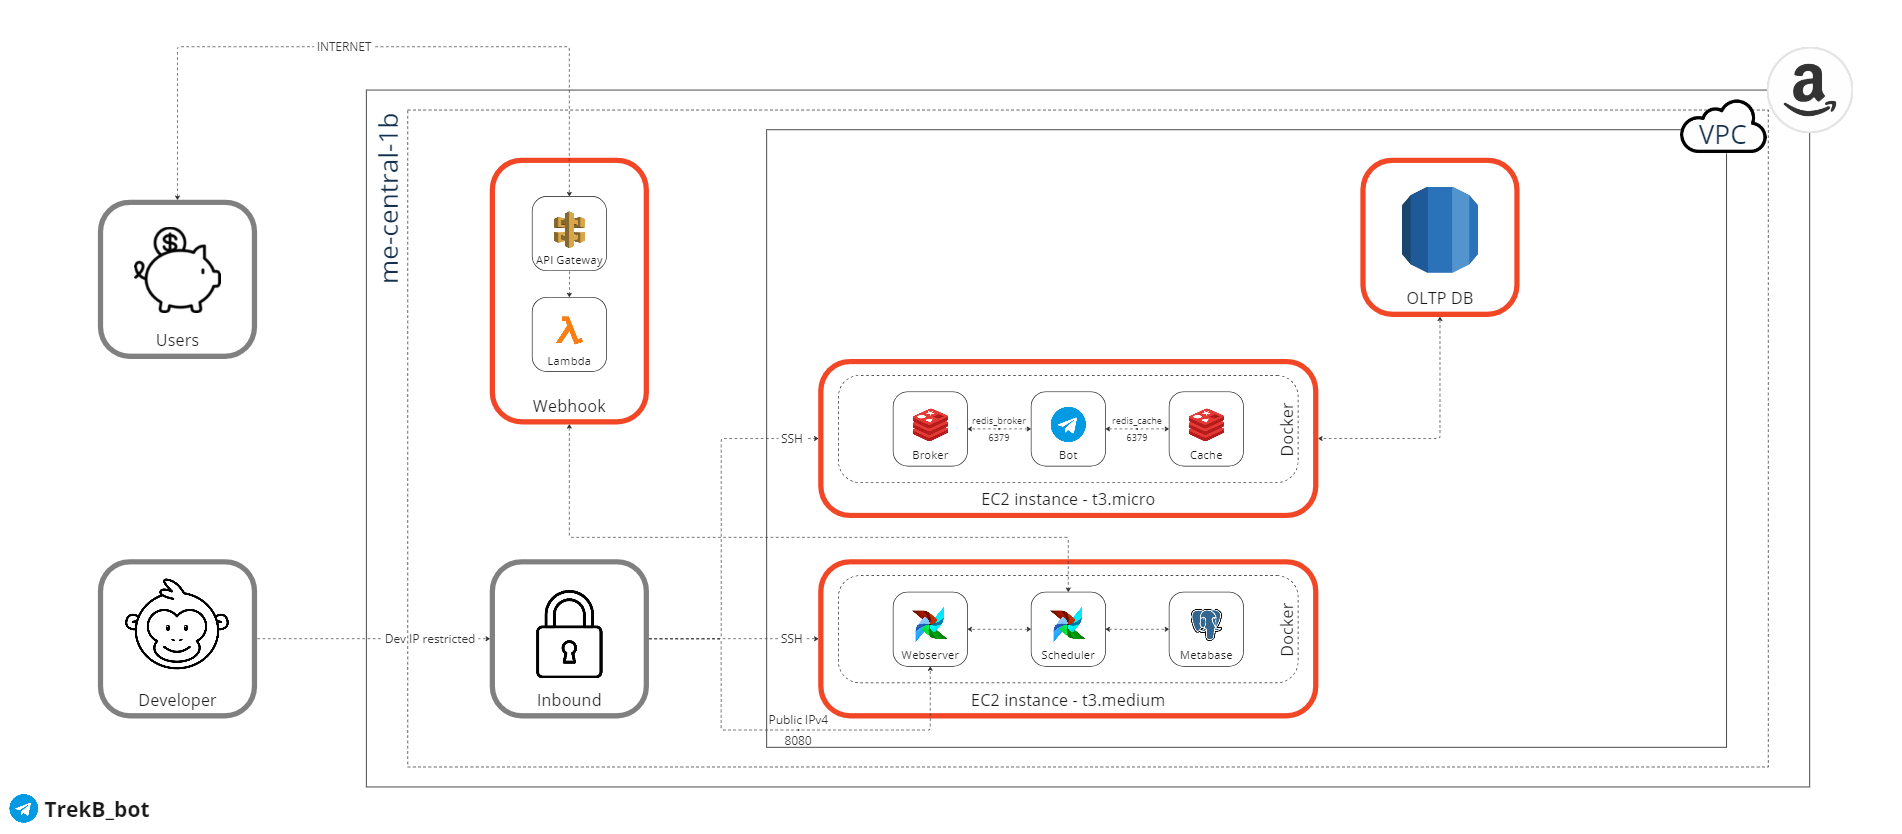 INTERNET
a
me-central-1b
VPC
API Gateway
Lambda
Webhook
Users
OLTP DB
SSH
Broker
redis_broker
6379
Bot
redis_cache
6379
Cache
Docker
EC2 instance - t3.micro
Developer
Dev IP restricted
Inbound
SSH
Webserver
Scheduler
Metabase
Docker
EC2 instance - t3.medium
Public IPv4
8080
TrekB_bot